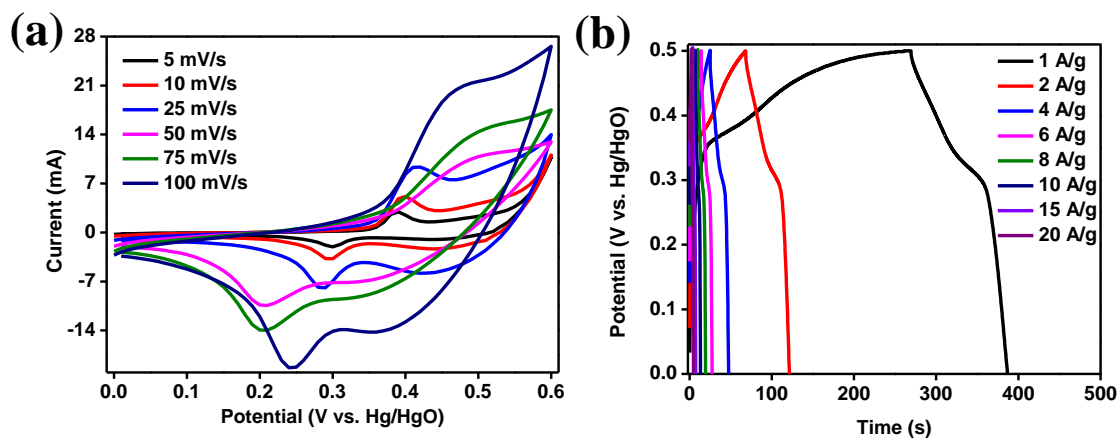 (a)
28
21
14
7
0
-7
-14
Current (mA)
5 mV/s
10 mV/s
25 mV/s
50 mV/s
75 mV/s
100 mV/s
0.0 0.1 0.2 0.3 0.4 0.5 0.6
Potential (V vs. Hg/HgO)
(b)
0.5
0.4
0.3
0.2
0.1
0.0
Potential (V vs. Hg/HgO)
1 A/g
2 A/g
4 A/g
6 A/g
8 A/g
10 A/g
15 A/g
20 A/g
0 100 200 300 400 500
Time (s)